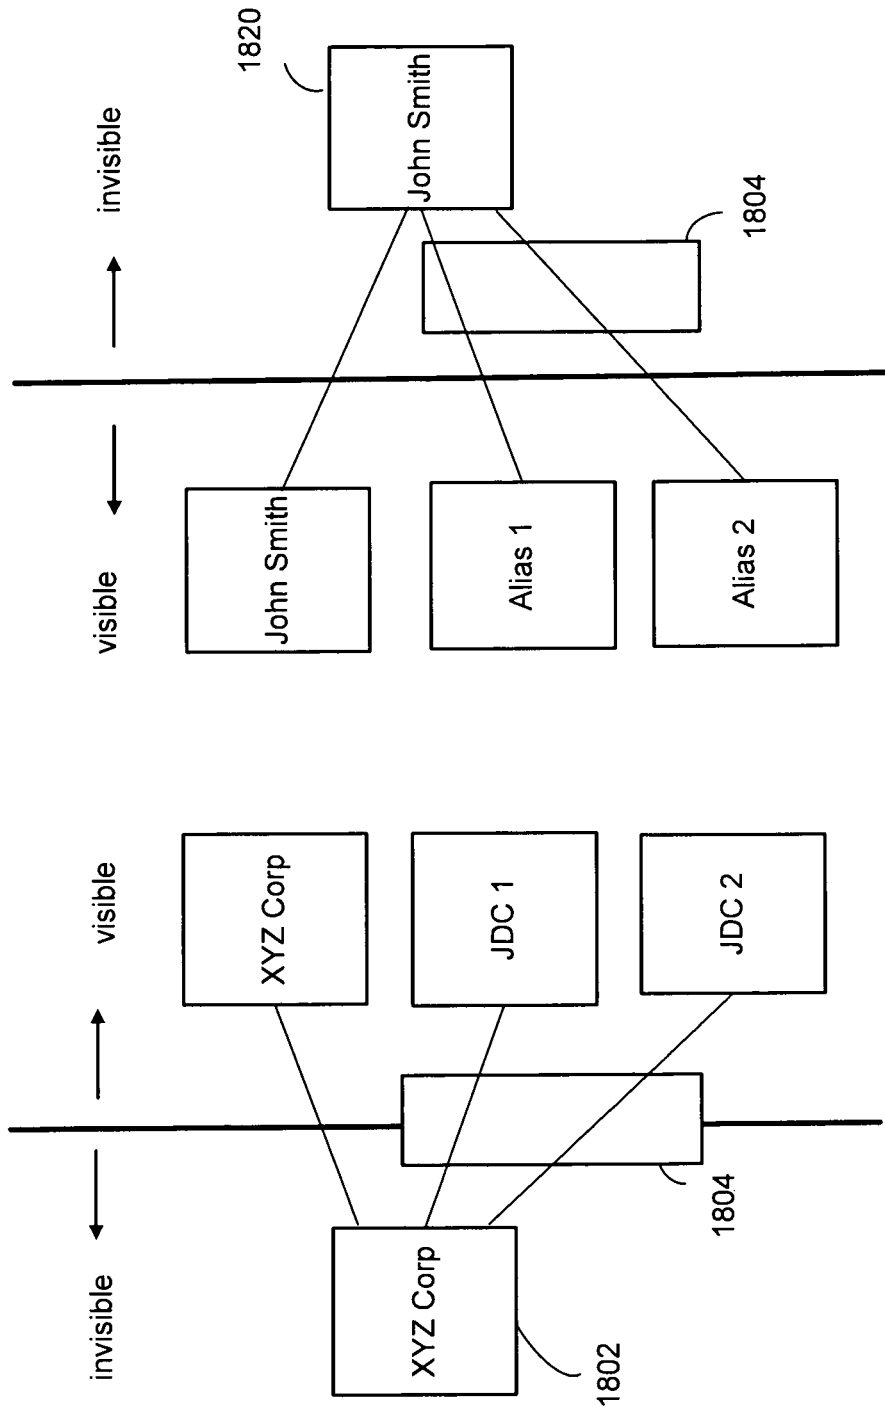 invisible
visible
visible
invisible
XYZ Corp
John Smith
1820
XYZ Corp
JDC 1
Alias 1
John Smith
1802
1804
1804
JDC 2
Alias 2